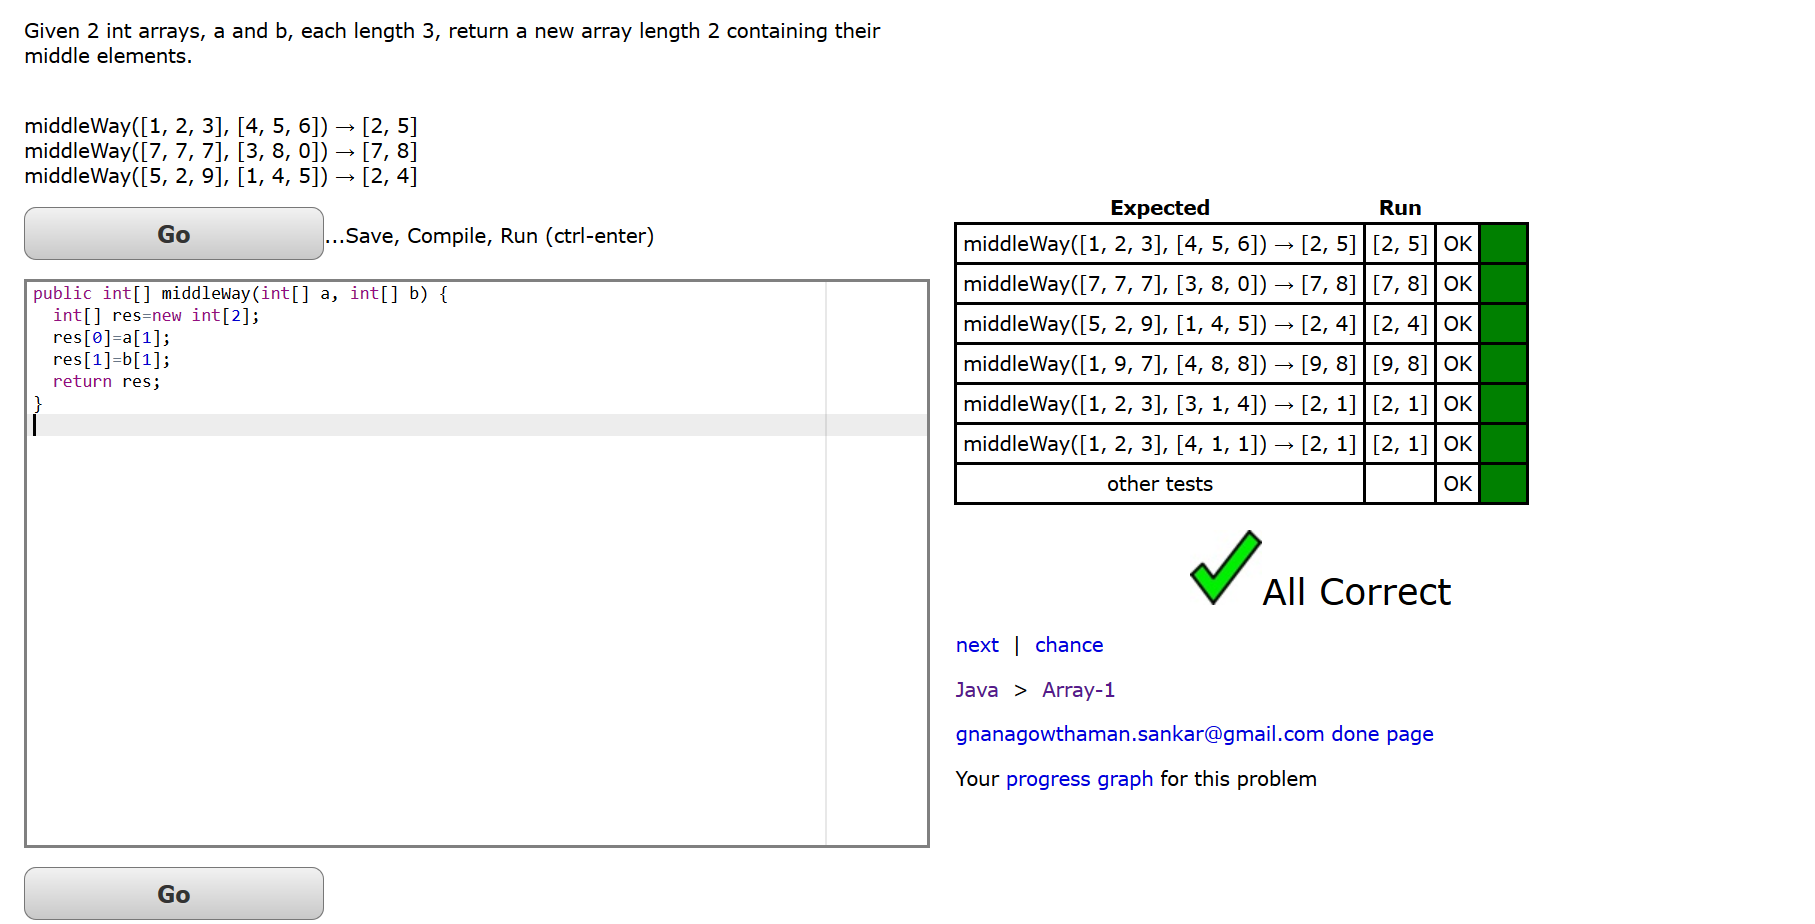 Given 2 int arrays, a and b, each length 3, return a new array length 2 containing their
middle elements.
middleWay([1, 2, 3], [4, 5, 6]) → [2, 5]
middleWay([7, 7, 7], [3, 8, 0]) → [7, 8]
middleWay([5, 2, 9], [1, 4, 5]) → [2, 4]
Go
...Save, Compile, Run (ctrl-enter)
public int[] middleWay(int[] a, int[] b) {
  int[] res=new int[2];
  res[0]=a[1];
  res[1]=b[1];
  return res;
}
Go
Expected Run
middleWay([1, 2, 3], [4, 5, 6]) → [2, 5] [2, 5] OK
middleWay([7, 7, 7], [3, 8, 0]) → [7, 8] [7, 8] OK
middleWay([5, 2, 9], [1, 4, 5]) → [2, 4] [2, 4] OK
middleWay([1, 9, 7], [4, 8, 8]) → [9, 8] [9, 8] OK
middleWay([1, 2, 3], [3, 1, 4]) → [2, 1] [2, 1] OK
middleWay([1, 2, 3], [4, 1, 1]) → [2, 1] [2, 1] OK
other tests OK
All Correct
next | chance
Java > Array-1
gnanagowthaman.sankar@gmail.com done page
Your progress graph for this problem